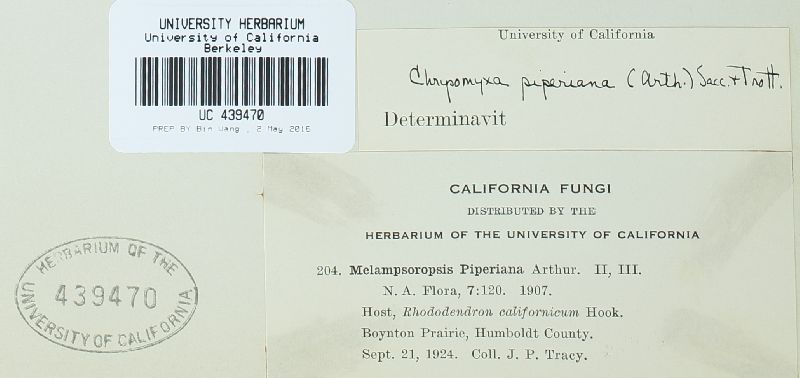 UNIVERSITY HERBARIUM
University of California
Berkeley
UC 439470
PREP BY Bin Wang , 2 May 2016
University of California
Chrysomyxa piperiana (Arth.) Sacc. & Trott.
Determinavit
CALIFORNIA FUNGI
DISTRIBUTED BY THE
HERBARIUM OF THE UNIVERSITY OF CALIFORNIA
204. Melampsoropsis Piperiana Arthur. II, III.
N. A. Flora, 7:120. 1907.
Host, Rhododendron californicum Hook.
Boynton Prairie, Humboldt County.
Sept. 21, 1924. Coll. J. P. Tracy.
HERBARIUM OF THE
439470
UNIVERSITY OF CALIFORNIA